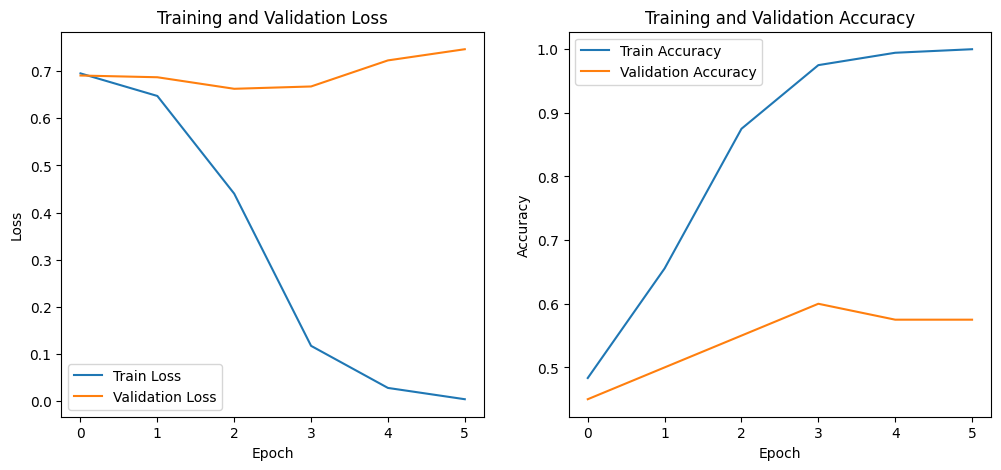 Training and Validation Loss
0.7
0.6
0.5
0.4
0.3
0.2
0.1
0.0
Loss
Train Loss
Validation Loss
0 1 2 3 4 5
Epoch
Training and Validation Accuracy
Train Accuracy
Validation Accuracy
1.0
0.9
0.8
0.7
0.6
0.5
Accuracy
0 1 2 3 4 5
Epoch